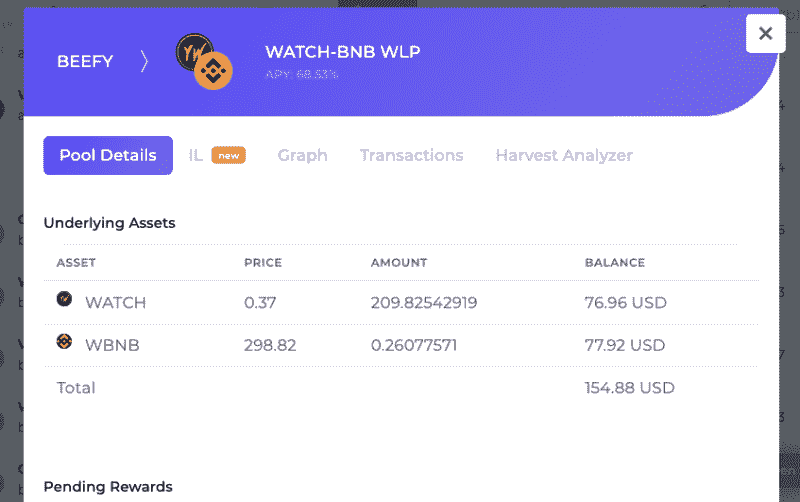 BEEFY
WATCH-BNB WLP
APY: 68.53%
Pool Details IL new Graph Transactions Harvest Analyzer
Underlying Assets
ASSET PRICE AMOUNT BALANCE
WATCH 0.37 209.82542919 76.96 USD
WBNB 298.82 0.26077571 77.92 USD
Total 154.88 USD
Pending Rewards